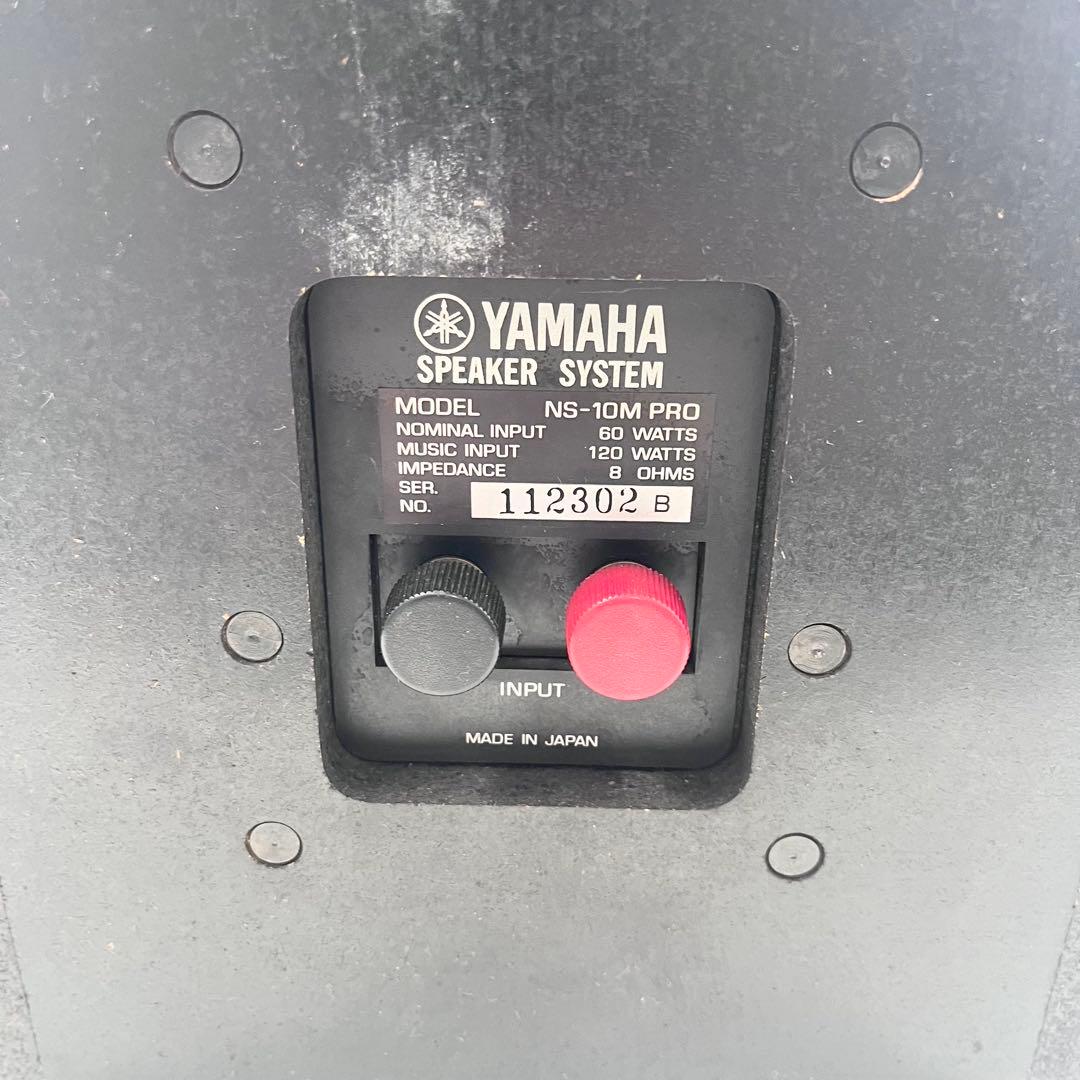 YAMAHA
SPEAKER SYSTEM
MODEL NS-10M PRO
NOMINAL INPUT 60 WATTS
MUSIC INPUT 120 WATTS
IMPEDANCE 8 OHMS
SER.
NO. 112302 B
INPUT
MADE IN JAPAN